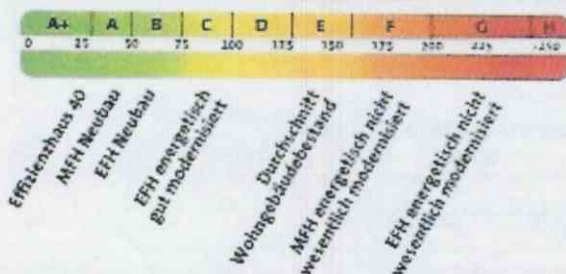 A+ A B C D E F G H
0 25 50 75 100 125 150 175 200 225 >250
Effizienzhaus 40
MFH Neubau
EFH Neubau
EFH energetisch
gut modernisiert
Durchschnitt
Wohngebäudebestand
MFH energetisch nicht
wesentlich modernisiert
EFH energetisch nicht
wesentlich modernisiert